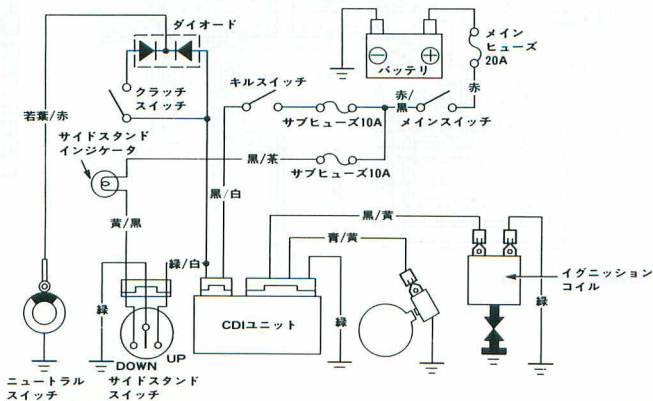 ダイオード
メイン
ヒューズ
20A
⊖ ⊕
バッテリ
クラッチ
スイッチ
キルスイッチ
赤/
黒
赤
サブヒューズ10A
メインスイッチ
若葉/赤
サイドスタンド
インジケータ
黒/茶
サブヒューズ10A
黒/白
黄/黒
黒/黄
青/黄
緑/白
イグニッション
コイル
緑
CDIユニット
緑
緑
DOWN
UP
ニュートラル
スイッチ
サイドスタンド
スイッチ